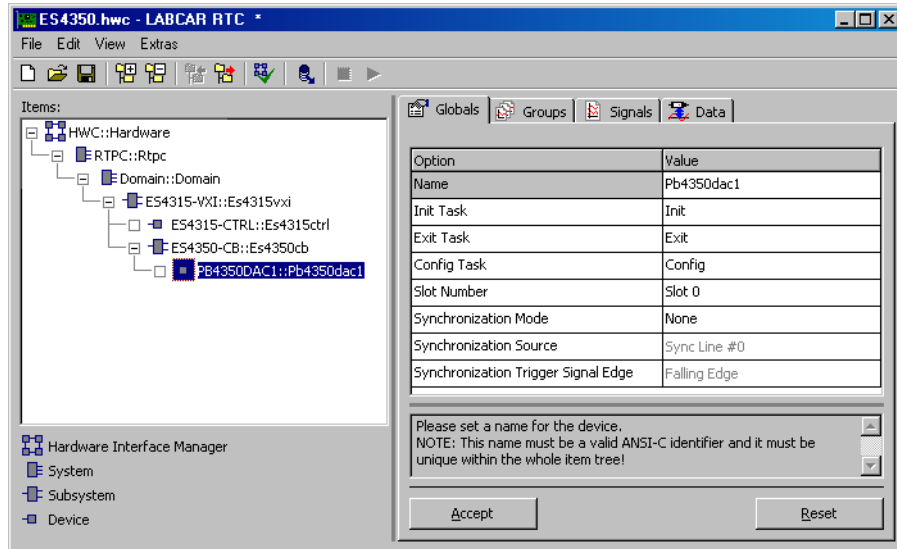 ES4350.hwc - LABCAR RTC *
File Edit View Extras
Items:
HWC::Hardware
RTPC::Rtpc
Domain::Domain
ES4315-VXI::Es4315vxi
ES4315-CTRL::Es4315ctrl
ES4350-CB::Es4350cb
PB4350DAC1::Pb4350dac1
Hardware Interface Manager
System
Subsystem
Device
Globals Groups Signals Data
Option Value
Name Pb4350dac1
Init Task Init
Exit Task Exit
Config Task Config
Slot Number Slot 0
Synchronization Mode None
Synchronization Source Sync Line #0
Synchronization Trigger Signal Edge Falling Edge
Please set a name for the device.
NOTE: This name must be a valid ANSI-C identifier and it must be
unique within the whole item tree!
Accept Reset